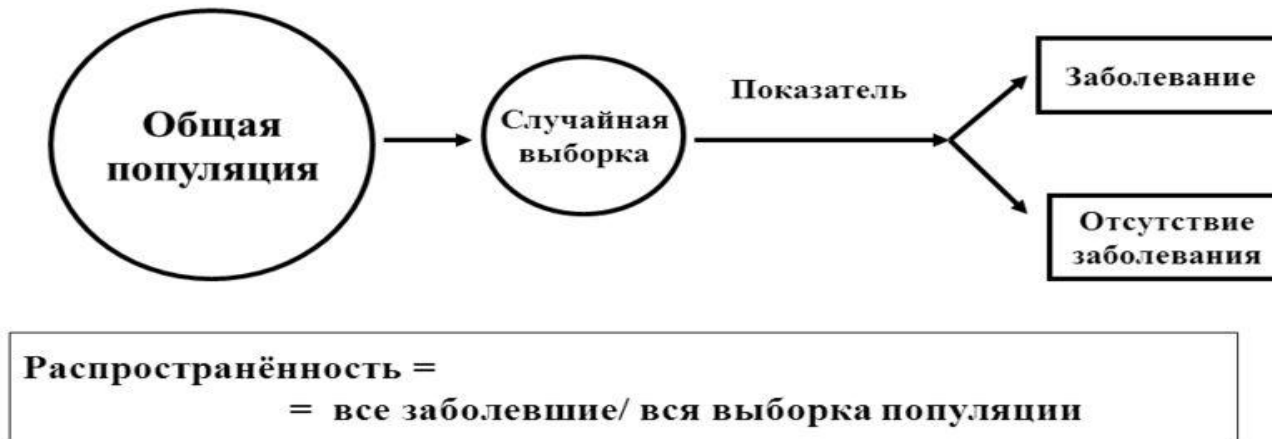 Общая
популяция
Случайная
выборка
Показатель
Заболевание
Отсутствие
заболевания
Распространённость =
= все заболевшие/ вся выборка популяции